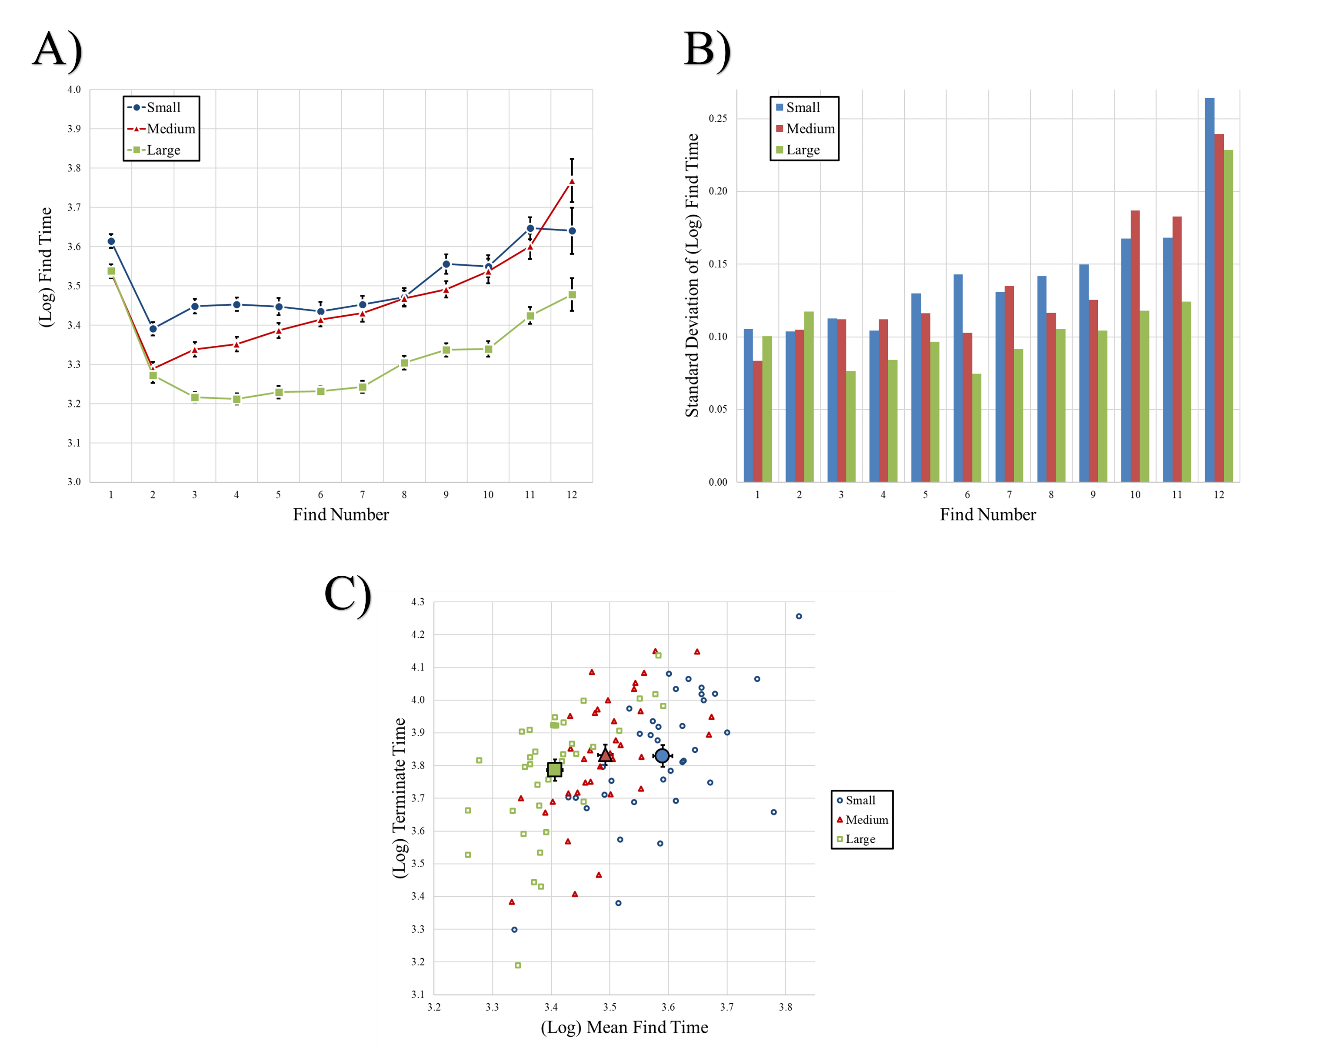 A)
4.0
3.9
3.8
3.7
3.6
3.5
3.4
3.3
3.2
3.1
3.0
(Log) Find Time
Small
Medium
Large
1 2 3 4 5 6 7 8 9 10 11 12
Find Number
B)
0.25
0.20
0.15
0.10
0.05
0.00
Standard Deviation of (Log) Find Time
Small
Medium
Large
1 2 3 4 5 6 7 8 9 10 11 12
Find Number
C)
4.3
4.2
4.1
4.0
3.9
3.8
3.7
3.6
3.5
3.4
3.3
3.2
3.1
(Log) Terminate Time
3.2 3.3 3.4 3.5 3.6 3.7 3.8
(Log) Mean Find Time
Small
Medium
Large